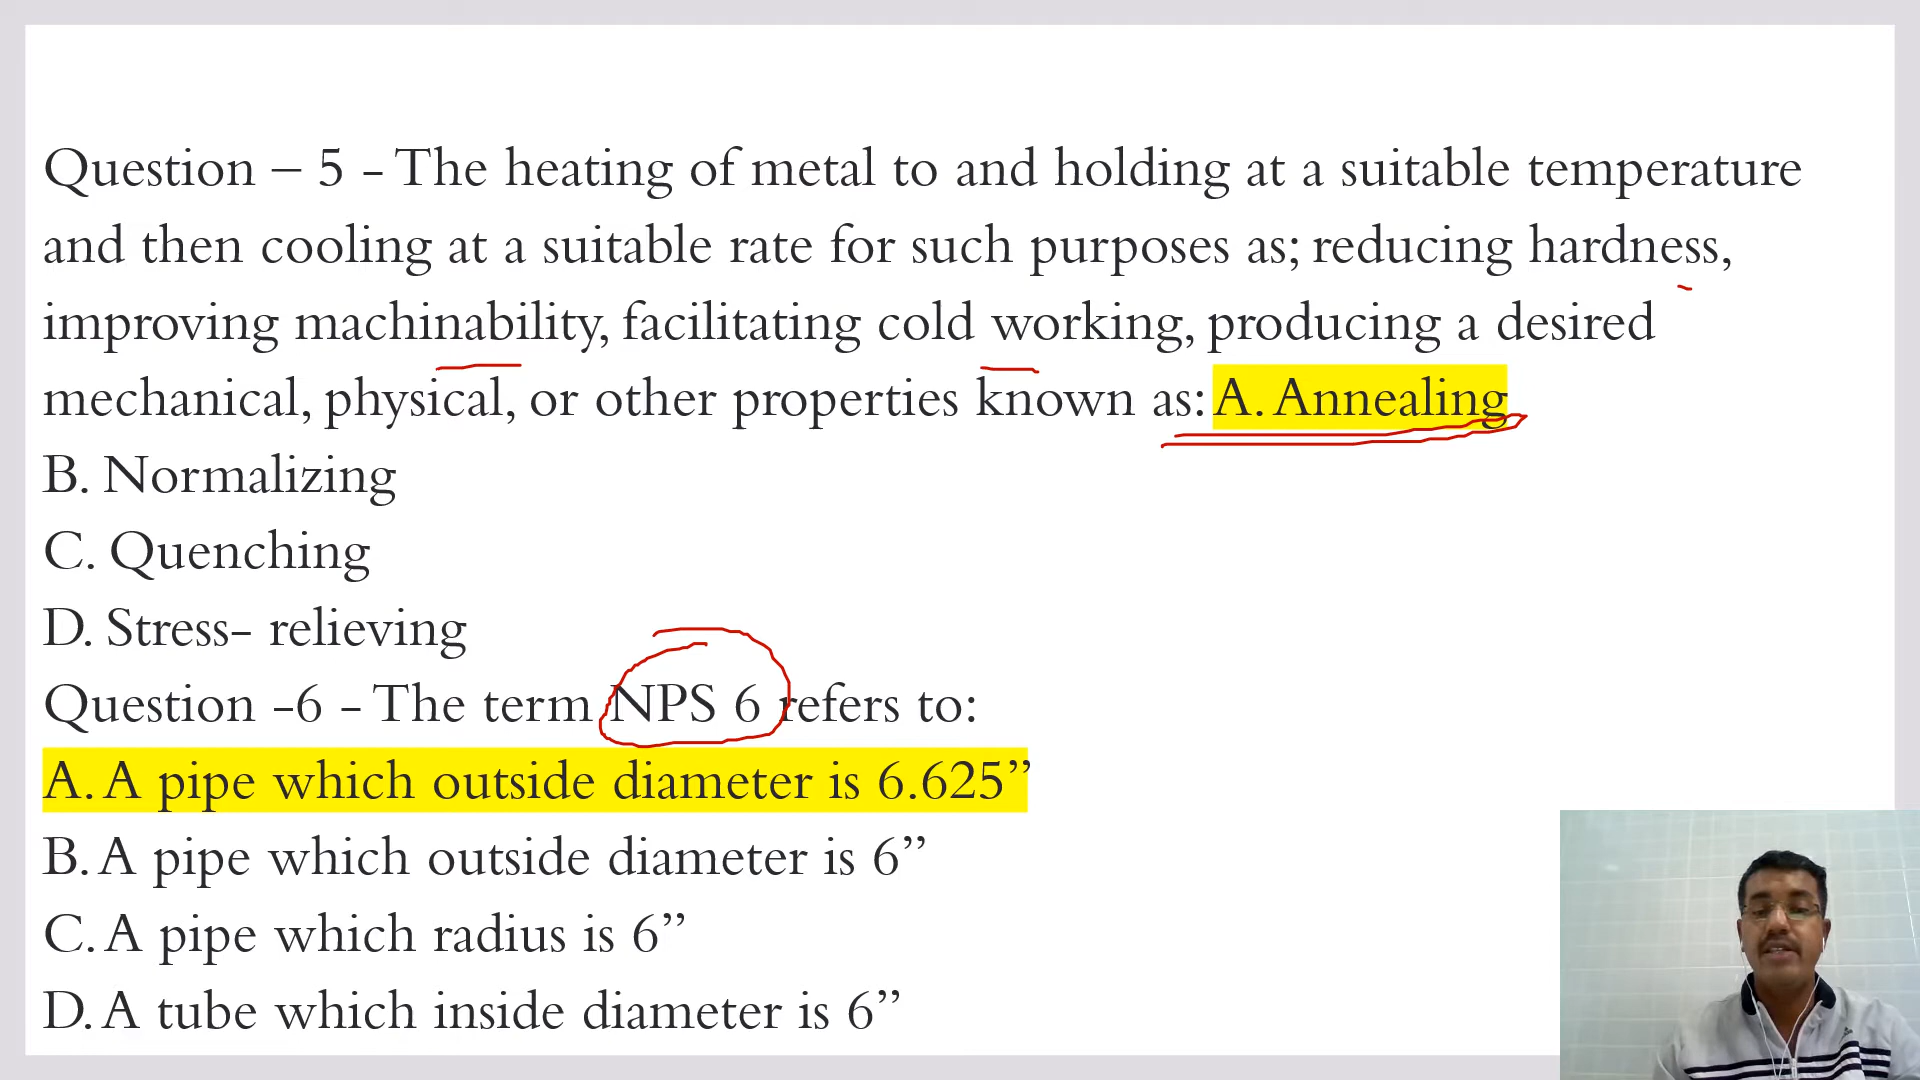 Question – 5 - The heating of metal to and holding at a suitable temperature
and then cooling at a suitable rate for such purposes as; reducing hardness,
improving machinability, facilitating cold working, producing a desired
mechanical, physical, or other properties known as: A. Annealing
B. Normalizing
C. Quenching
D. Stress- relieving
Question -6 - The term NPS 6 refers to:
A. A pipe which outside diameter is 6.625”
B. A pipe which outside diameter is 6”
C. A pipe which radius is 6”
D. A tube which inside diameter is 6”